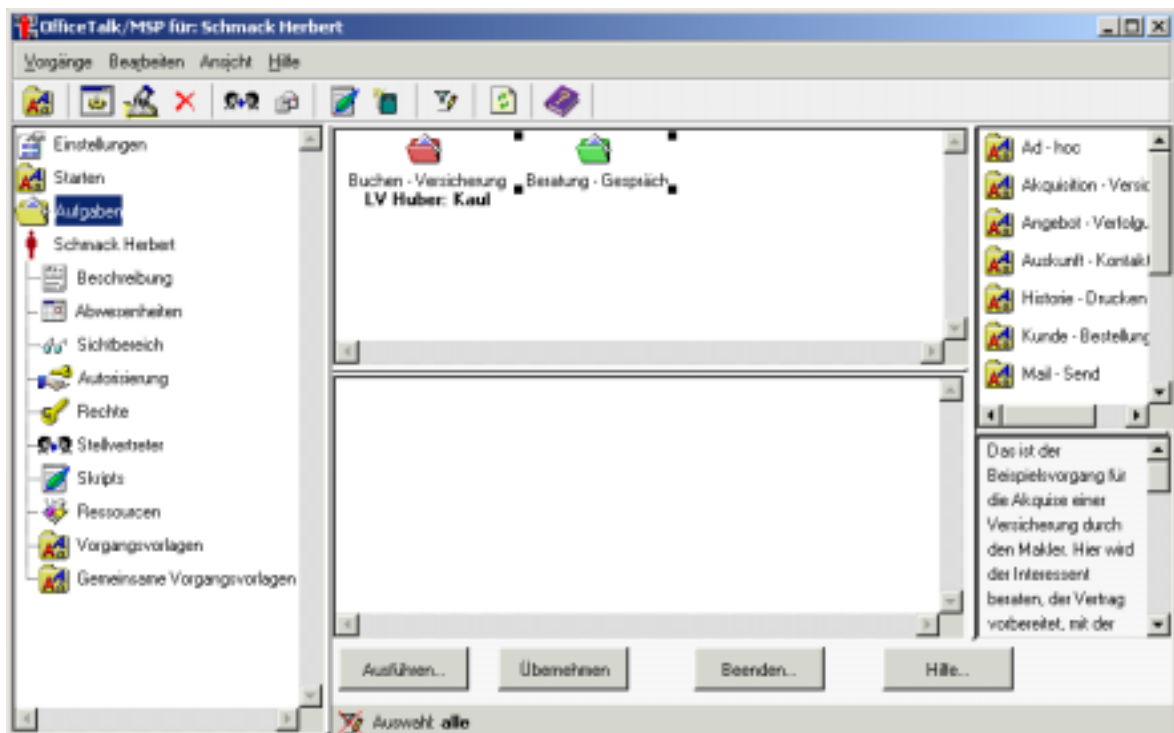 OfficeTalk/MSP für: Schmack Herbert
Vorgänge Bearbeiten Ansicht Hilfe
Einstellungen
Starten
Aufgaben
Schmack Herbert
Beschreibung
Abwesenheiten
Sichtbereich
Autorisierung
Rechte
Stellvertreter
Skripts
Ressourcen
Vorgangsvorlagen
Gemeinsame Vorgangsvorlagen
Buchen - Versicherung
LV Huber: Kaul
Beratung - Gespräch
Ad - hoc
Akquisition - Versic
Angebot - Verfolgu
Auskunft - Kontakt
Historie - Drucken
Kunde - Bestellung
Mail - Send
Das ist der
Beispielsvorgang für
die Akquise einer
Versicherung durch
den Makler. Hier wird
der Interessent
beraten, der Vertrag
vorbereitet, mit der
Ausführen... Übernehmen Beenden... Hilfe...
Auswahl: alle